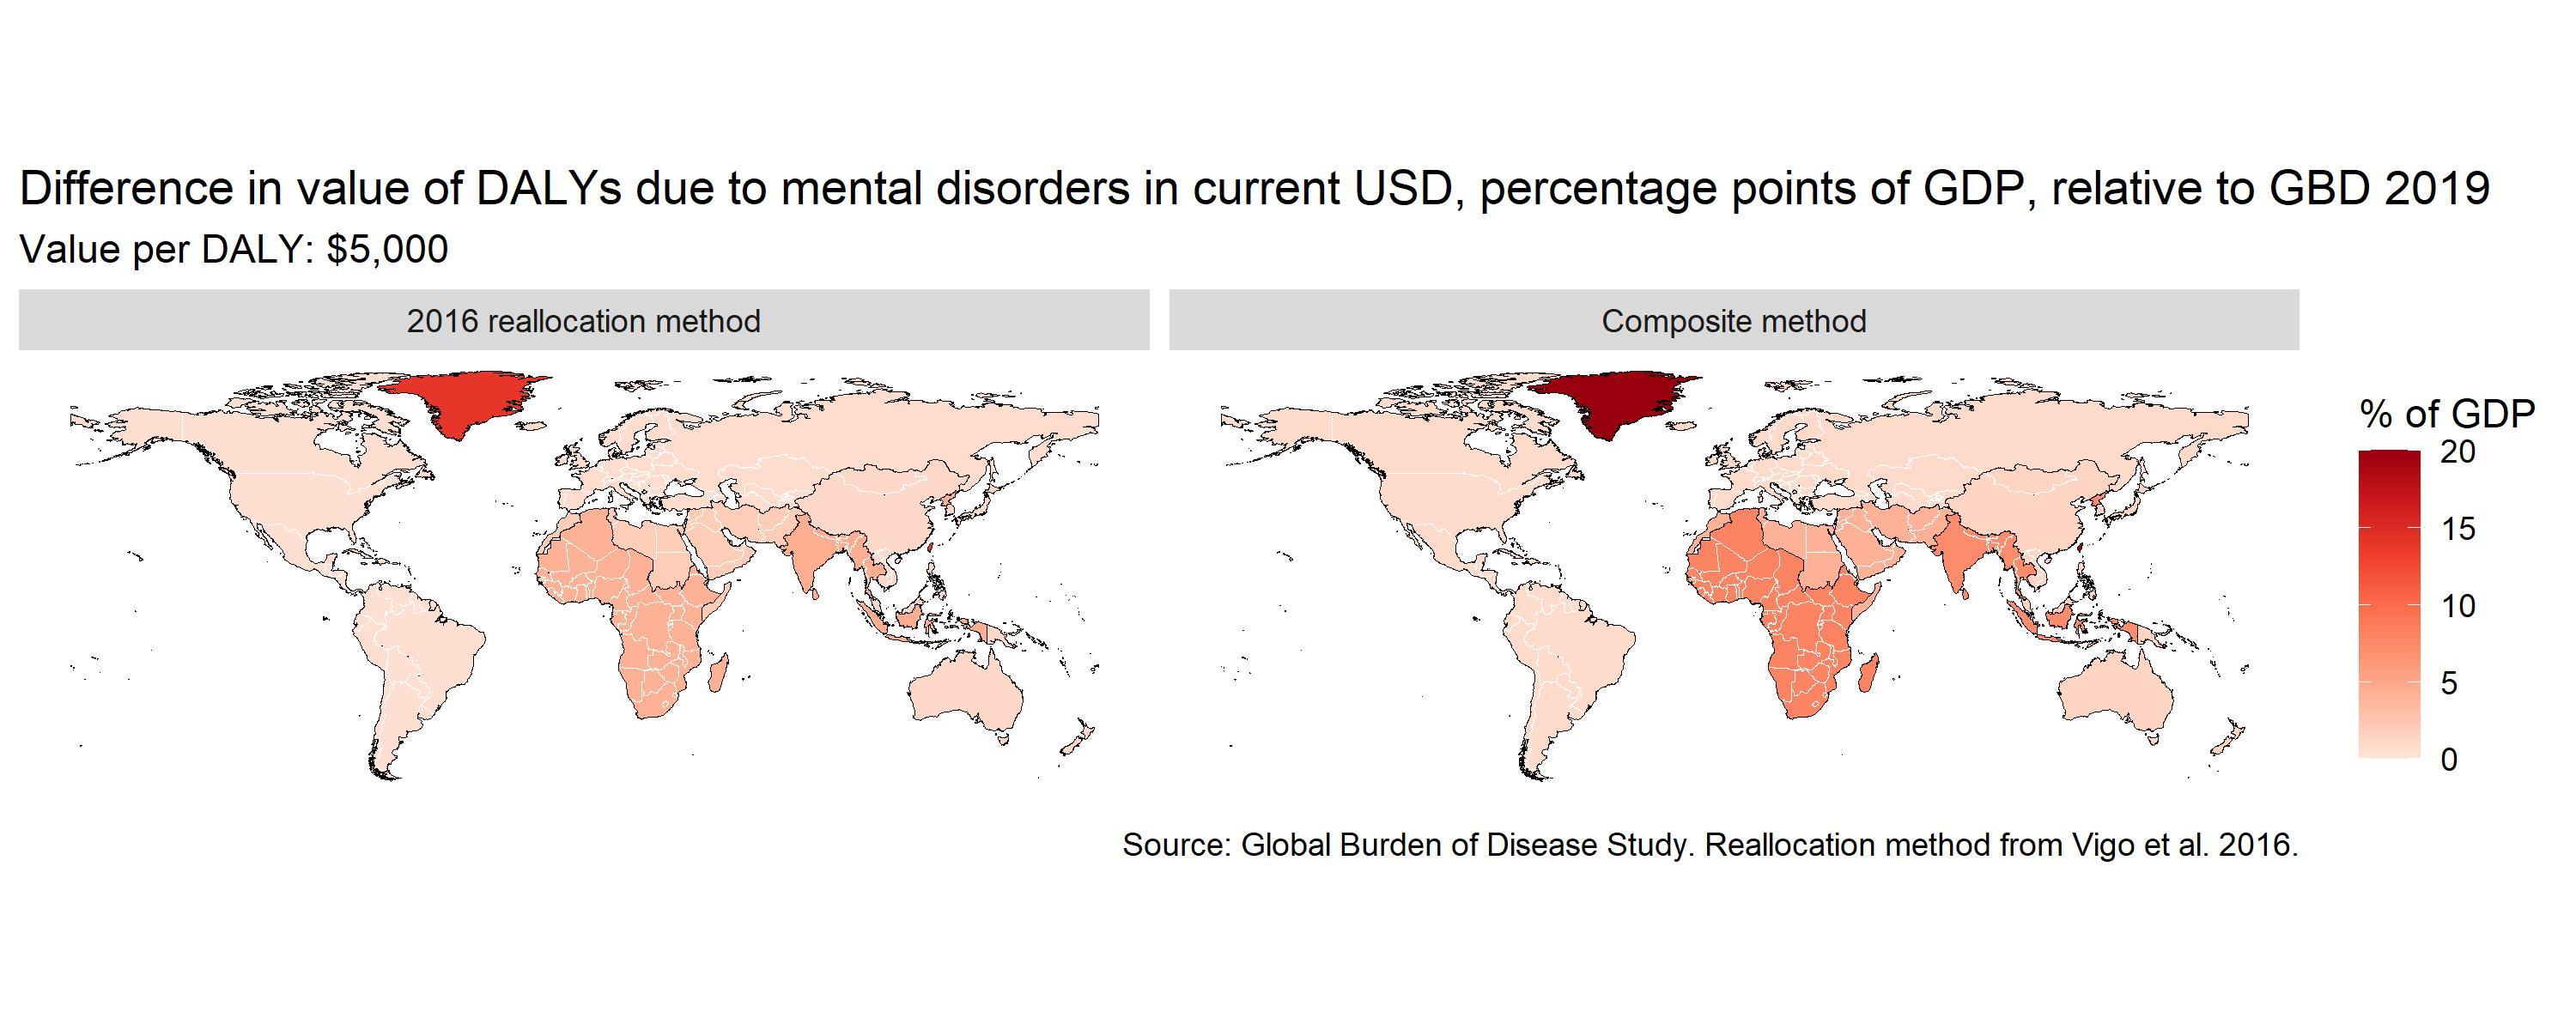 Difference in value of DALYs due to mental disorders in current USD, percentage points of GDP, relative to GBD 2019
Value per DALY: $5,000
2016 reallocation method
Composite method
% of GDP
20
15
10
5
0
Source: Global Burden of Disease Study. Reallocation method from Vigo et al. 2016.